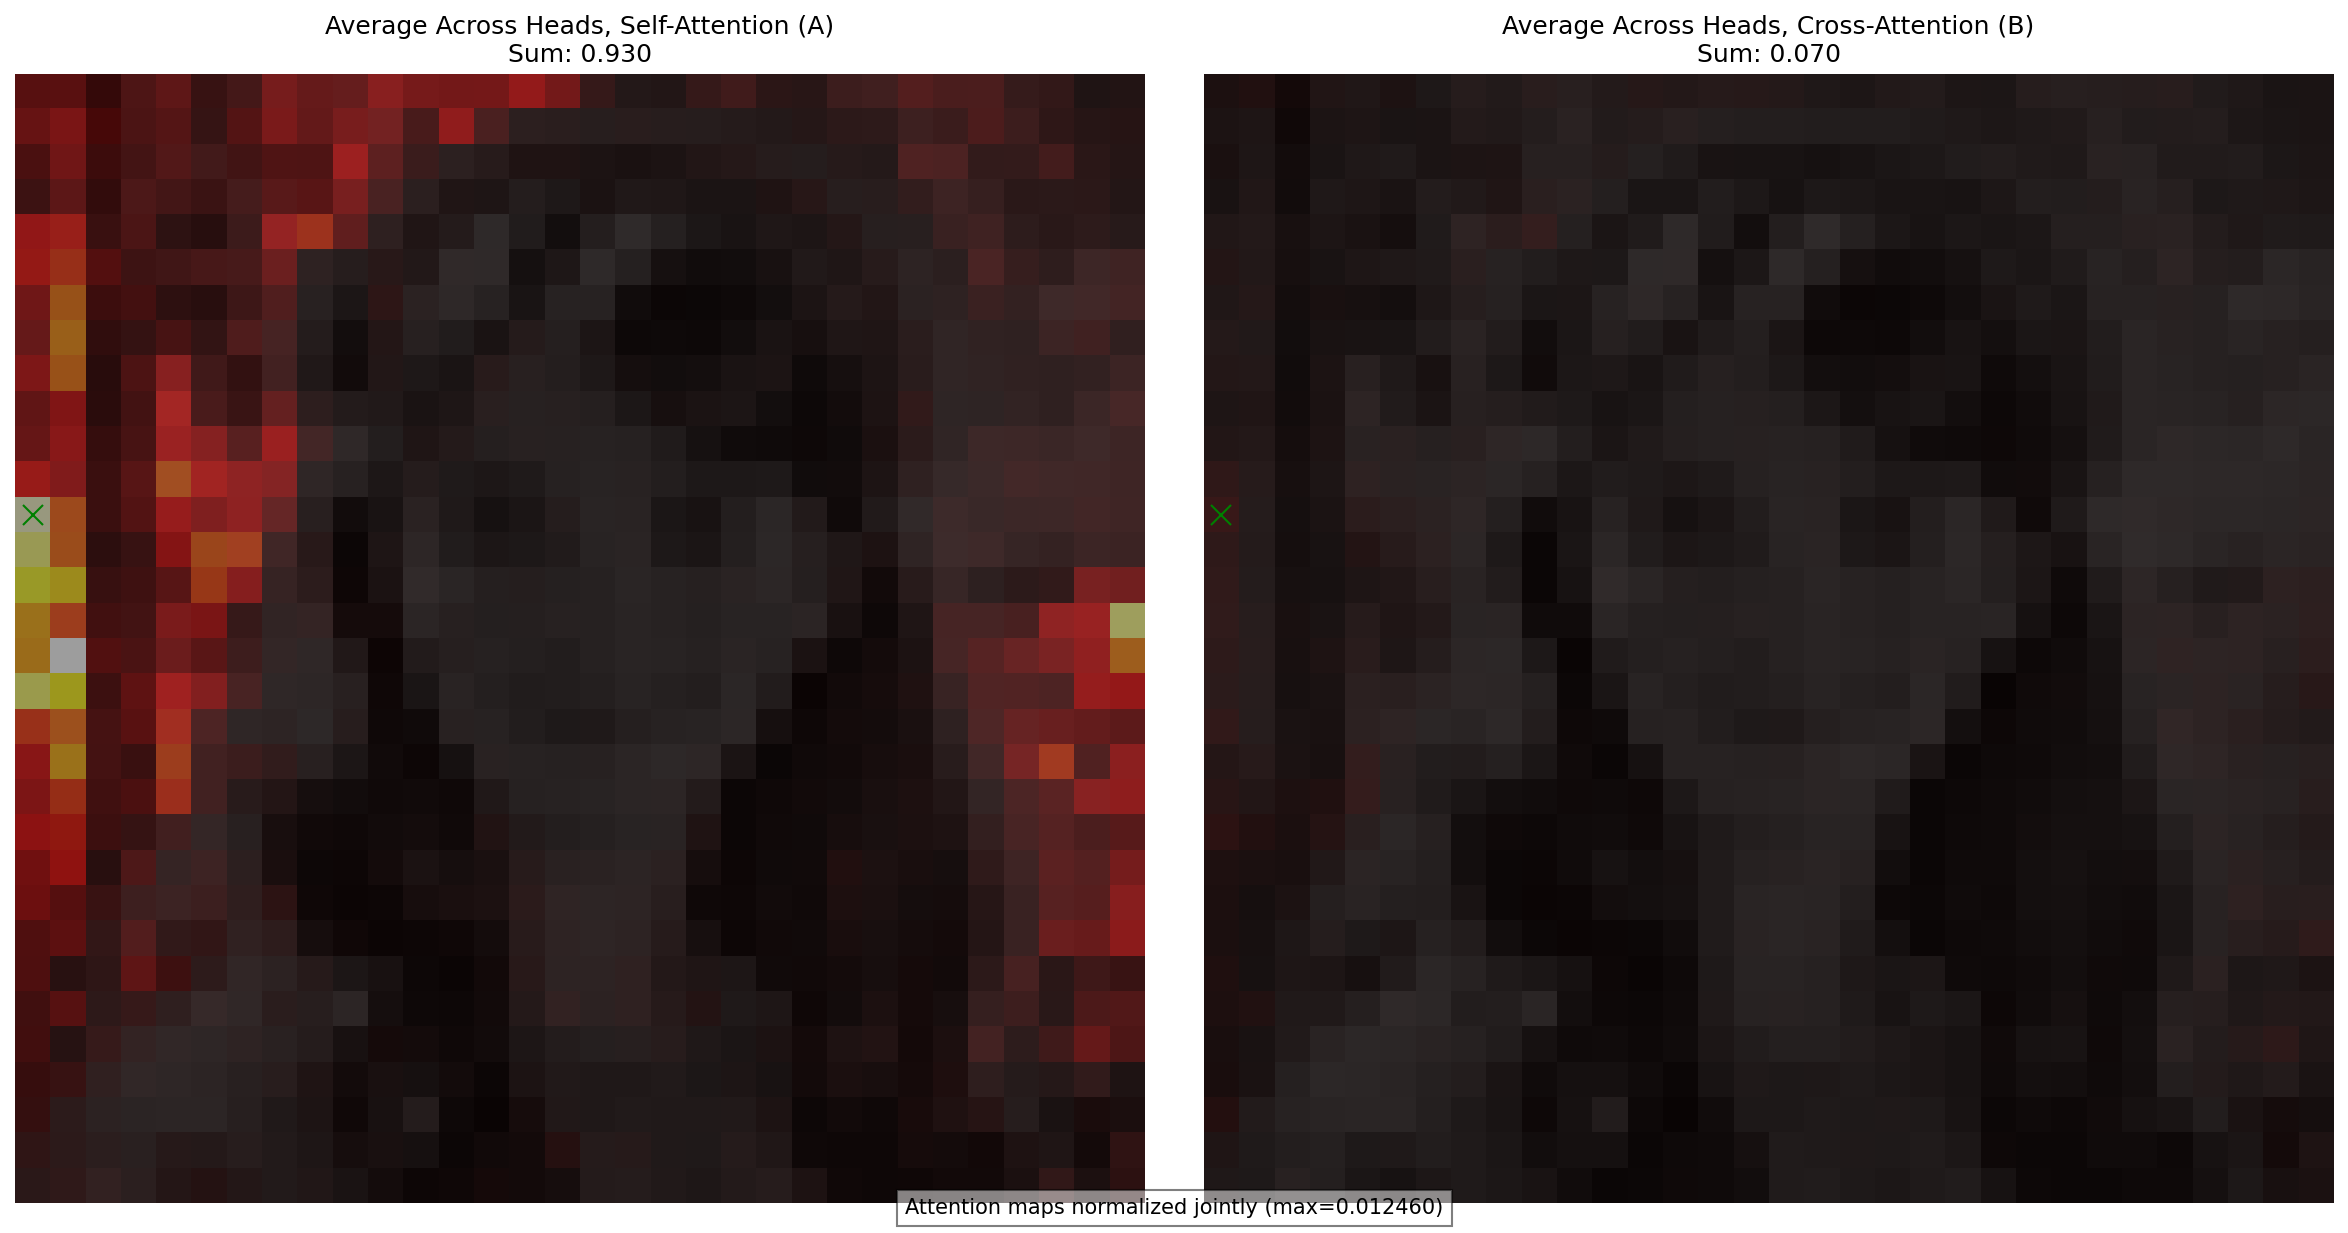 Average Across Heads, Self-Attention (A)
Sum: 0.930
Average Across Heads, Cross-Attention (B)
Sum: 0.070
Attention maps normalized jointly (max=0.012460)